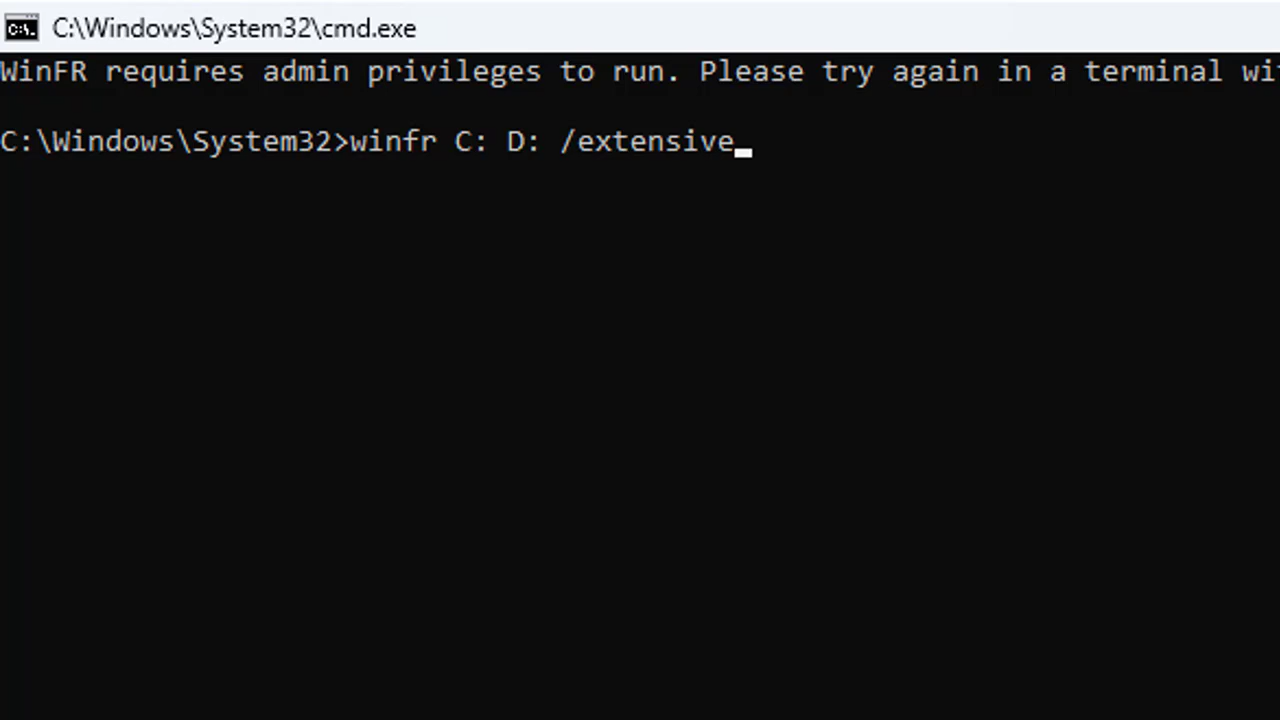 C:\Windows\System32\cmd.exe
WinFR requires admin privileges to run. Please try again in a terminal
C:\Windows\System32>winfr C: D: /extensive